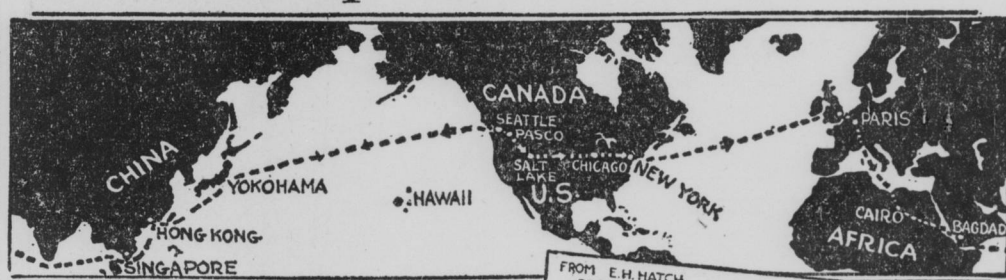 CANADA
SEATTLE
PASCO
SALT
LAKE
CHICAGO
NEW YORK
U.S.
PARIS
CHINA
YOKOHAMA
HAWAII
HONG KONG
SINGAPORE
CAIRO
BAGDAD
AFRICA
FROM E.H. HATCH